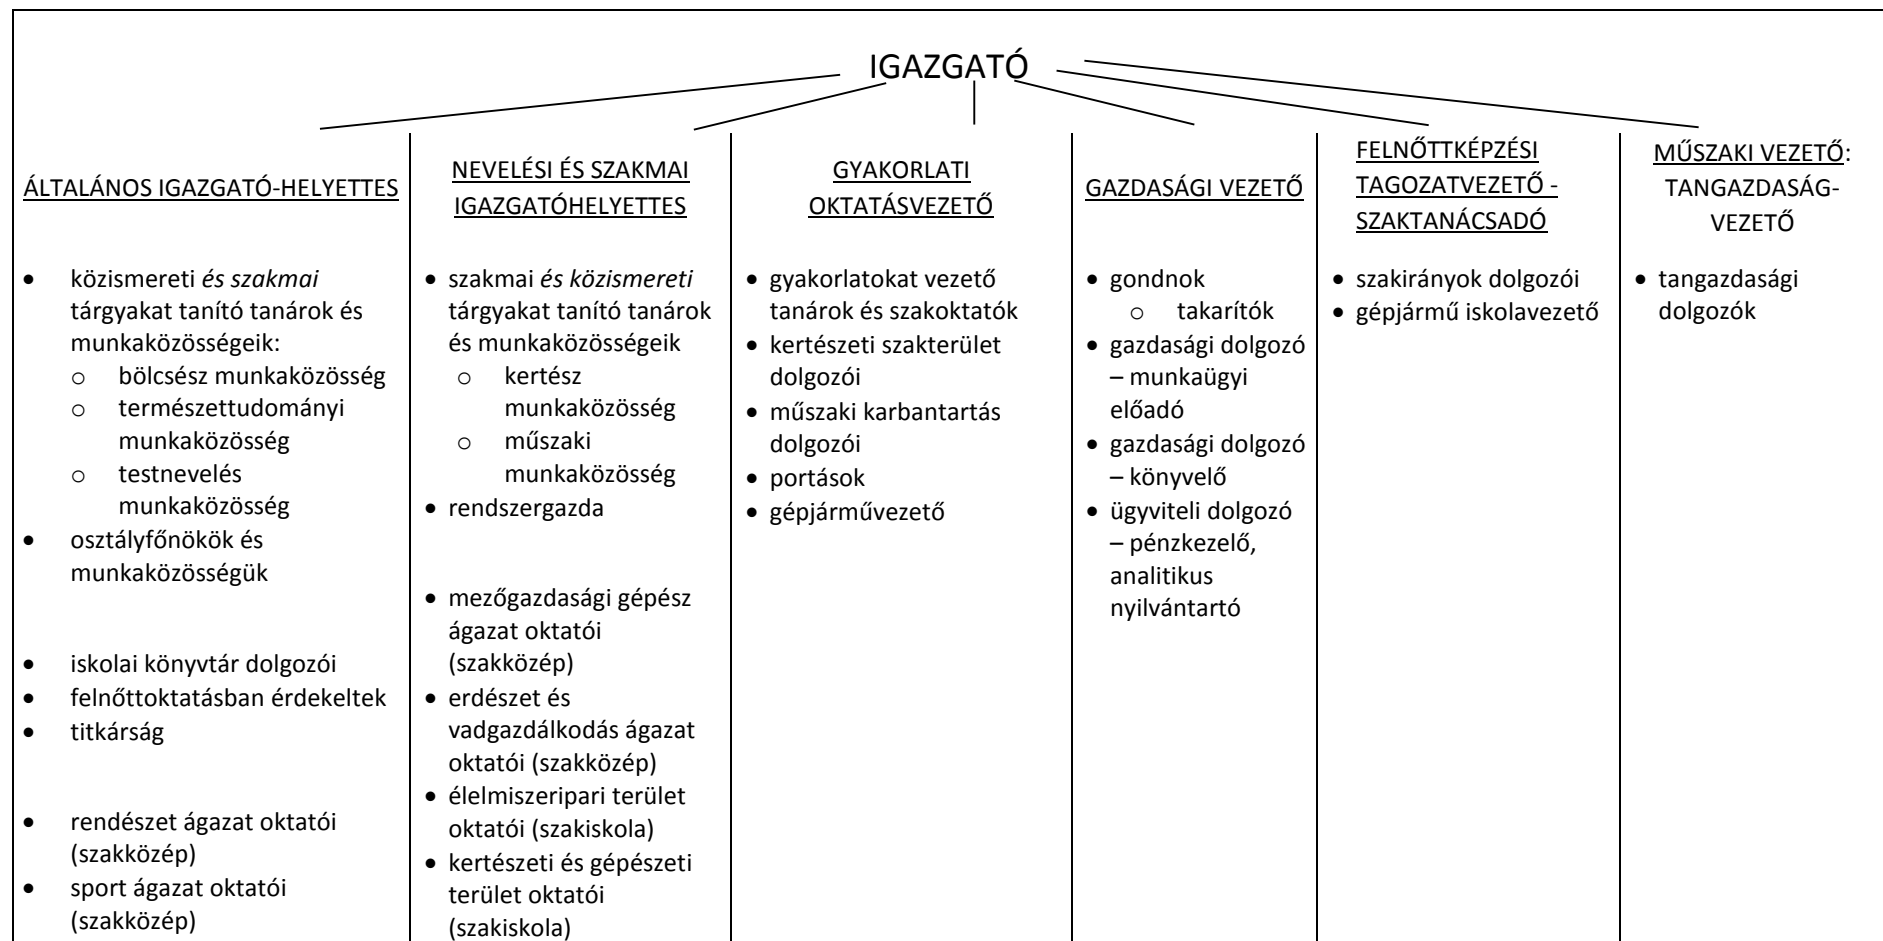 IGAZGATÓ
ÁLTALÁNOS IGAZGATÓ-HELYETTES
• közismereti és szakmai
tárgyakat tanító tanárok és
munkaközösségeik:
o bölcsész munkaközösség
o természettudományi
munkaközösség
o testnevelés
munkaközösség
• osztályfőnökök és
munkaközösségük
• iskolai könyvtár dolgozói
• felnőttoktatásban érdekeltek
• titkárság
• rendészet ágazat oktatói
(szakközép)
• sport ágazat oktatói
(szakközép)
NEVELÉSI ÉS SZAKMAI
IGAZGATÓHELYETTES
• szakmai és közismereti
tárgyakat tanító tanárok
és munkaközösségeik
o kertész
munkaközösség
o műszaki
munkaközösség
• rendszergazda
• mezőgazdasági gépész
ágazat oktatói
(szakközép)
• erdészet és
vadgazdálkodás ágazat
oktatói (szakközép)
• élelmiszeripari terület
oktatói (szakiskola)
• kertészeti és gépészeti
terület oktatói
(szakiskola)
GYAKORLATI
OKTATÁSVEZETŐ
• gyakorlatokat vezető
tanárok és szakoktatók
• kertészeti szakterület
dolgozói
• műszaki karbantartás
dolgozói
• portások
• gépjárművezető
GAZDASÁGI VEZETŐ
• gondnok
o takarítók
• gazdasági dolgozó
– munkaügyi
előadó
• gazdasági dolgozó
– könyvelő
• ügyviteli dolgozó
– pénzkezelő,
analitikus
nyilvántartó
FELNŐTTKÉPZÉSI
TAGOZATVEZETŐ -
SZAKTANÁCSADÓ
• szakirányok dolgozói
• gépjármű iskolavezető
MŰSZAKI VEZETŐ:
TANGAZDASÁG-
VEZETŐ
• tangazdasági
dolgozók